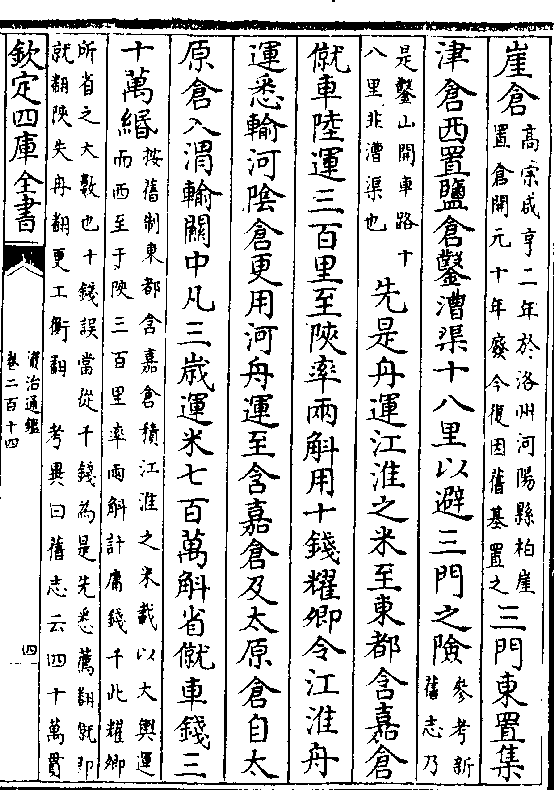 崖倉高宗咸亨二年於洛州河陽縣柏崖置倉開元十年廢今復因舊基置之三門東置集
津倉西置鹽倉鑿漕渠十八里以避三門之險參考新舊志乃
是鑿山開車路十八里非漕渠也先是舟運江淮之米至東都含嘉倉
僦車陸運三百里至陜率兩斛用十錢耀卿令江淮舟
運悉輸河陰倉更用河舟運至含嘉倉及太原倉自太
原倉入渭輸關中凡三歲運米七百萬斛省僦車錢三
十萬緡按舊制東都含嘉倉積江淮之米載以大輿運而西至于陜三百里率兩斛計庸錢千此耀卿
所省之大數也十錢誤當從千錢為是先悉薦翻就即就翻陜失冉翻更工衡翻 考異曰舊志云四十萬貫
欽定四庫全書
資治通鑑
卷二百十四
四